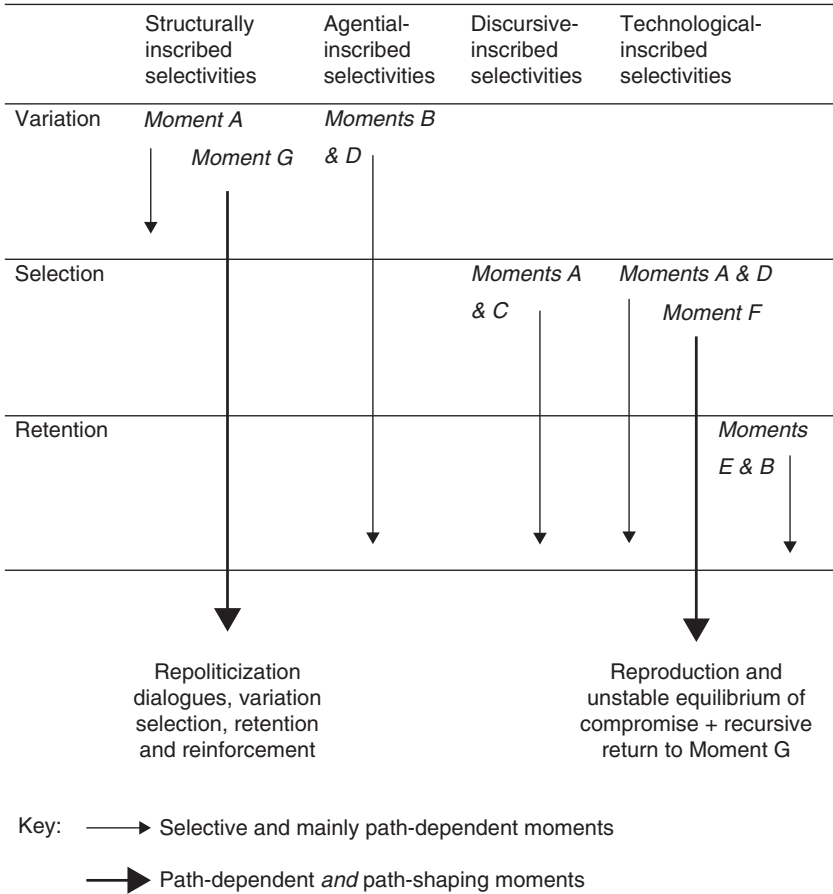 Structurally Agential- Discursive- Technological-
inscribed inscribed inscribed inscribed
selectivities selectivities selectivities selectivities
Variation Moment A Moments B
Moment G & D
Selection Moments A Moments A & D
& C Moment F
Retention Moments
E & B
Repoliticization
dialogues, variation
selection, retention
and reinforcement
Reproduction and
unstable equilibrium of
compromise + recursive
return to Moment G
Key: Selective and mainly path-dependent moments
Path-dependent and path-shaping moments